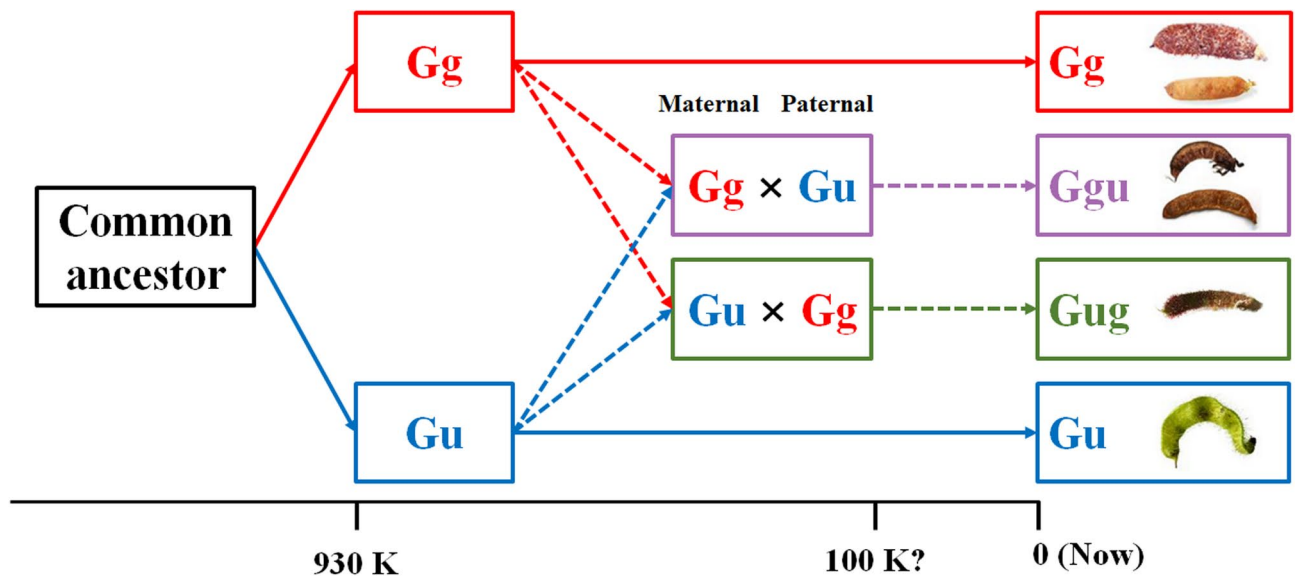 Gg
Gg
Maternal Paternal
Gg × Gu
Ggu
Common
ancestor
Gu × Gg
Gug
Gu
Gu
930 K
100 K?
0 (Now)